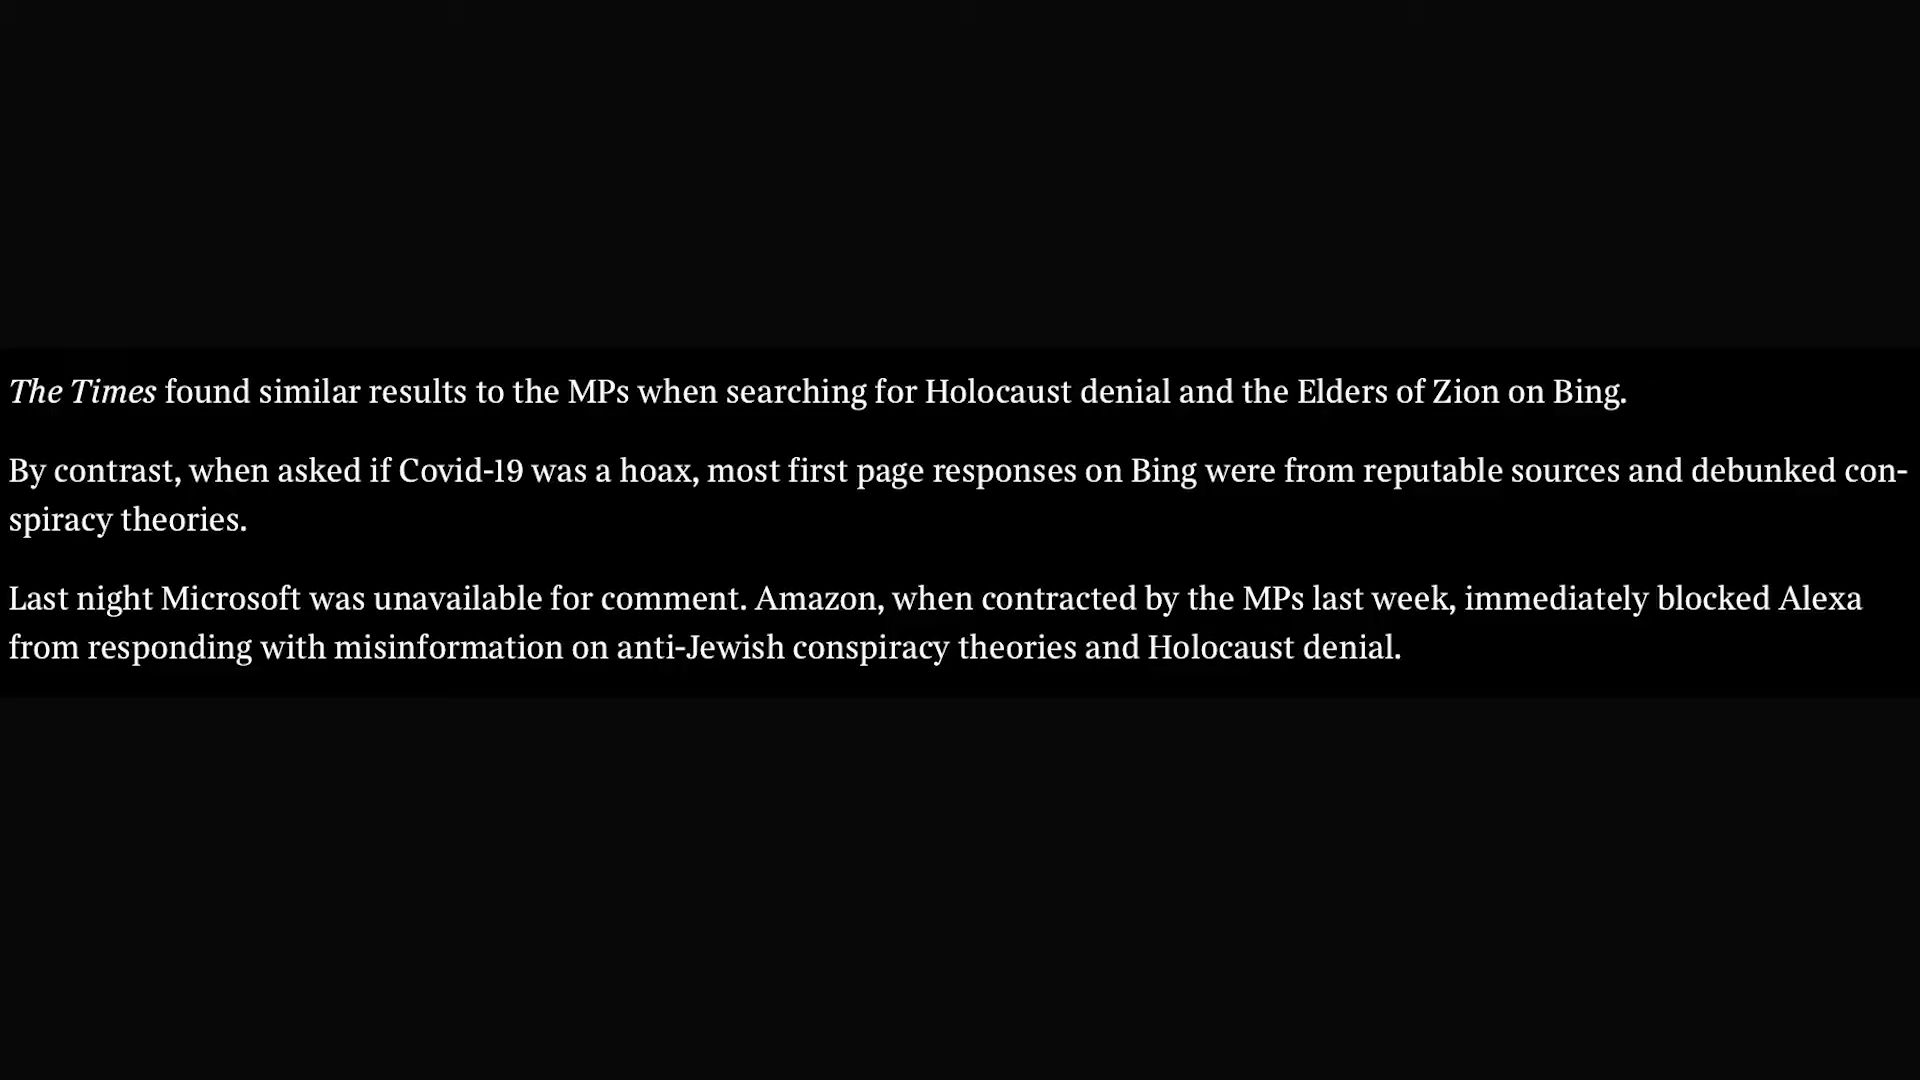 The Times found similar results to the MPs when searching for Holocaust denial and the Elders of Zion on Bing.
By contrast, when asked if Covid-19 was a hoax, most first page responses on Bing were from reputable sources and debunked con-
spiracy theories.
Last night Microsoft was unavailable for comment. Amazon, when contracted by the MPs last week, immediately blocked Alexa
from responding with misinformation on anti-Jewish conspiracy theories and Holocaust denial.